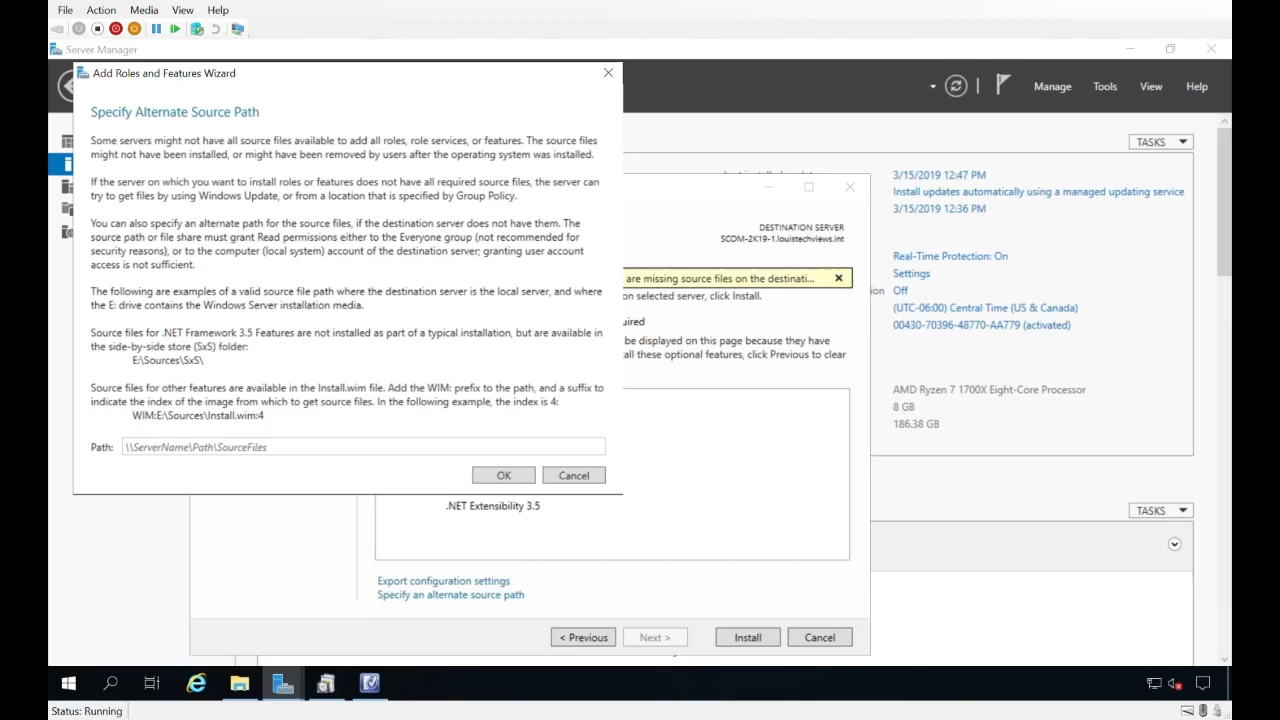 File Action Media View Help
Server Manager
Manage Tools View Help
Add Roles and Features Wizard
Specify Alternate Source Path
Some servers might not have all source files available to add all roles, role services, or features. The source files
might not have been installed, or might have been removed by users after the operating system was installed.
If the server on which you want to install roles or features does not have all required source files, the server can
try to get files by using Windows Update, or from a location that is specified by Group Policy.
You can also specify an alternate path for the source files, if the destination server does not have them. The
source path or file share must grant Read permissions either to the Everyone group (not recommended for
security reasons), or to the computer (local system) account of the destination server; granting user account
access is not sufficient.
The following are examples of a valid source file path where the destination server is the local server, and where
the E: drive contains the Windows Server installation media.
Source files for .NET Framework 3.5 Features are not installed as part of a typical installation, but are available in
the side-by-side store (SxS) folder:
E:\Sources\SxS\
Source files for other features are available in the Install.wim file. Add the WIM: prefix to the path, and a suffix to
indicate the index of the image from which to get source files. In the following example, the index is 4:
WIM:E:\Sources\Install.wim:4
Path: \\ServerName\Path\SourceFiles
OK Cancel
DESTINATION SERVER
SCOM-2K19-1.louistechviews.int
are missing source files on the destinati...
on selected server, click Install.
uired
be displayed on this page because they have
all these optional features, click Previous to clear
.NET Extensibility 3.5
Export configuration settings
Specify an alternate source path
< Previous Next > Install Cancel
TASKS
3/15/2019 12:47 PM
Install updates automatically using a managed updating service
3/15/2019 12:36 PM
Real-Time Protection: On
Settings
tion Off
(UTC-06:00) Central Time (US & Canada)
00430-70396-48770-AA779 (activated)
AMD Ryzen 7 1700X Eight-Core Processor
8 GB
186.38 GB
TASKS
Status: Running